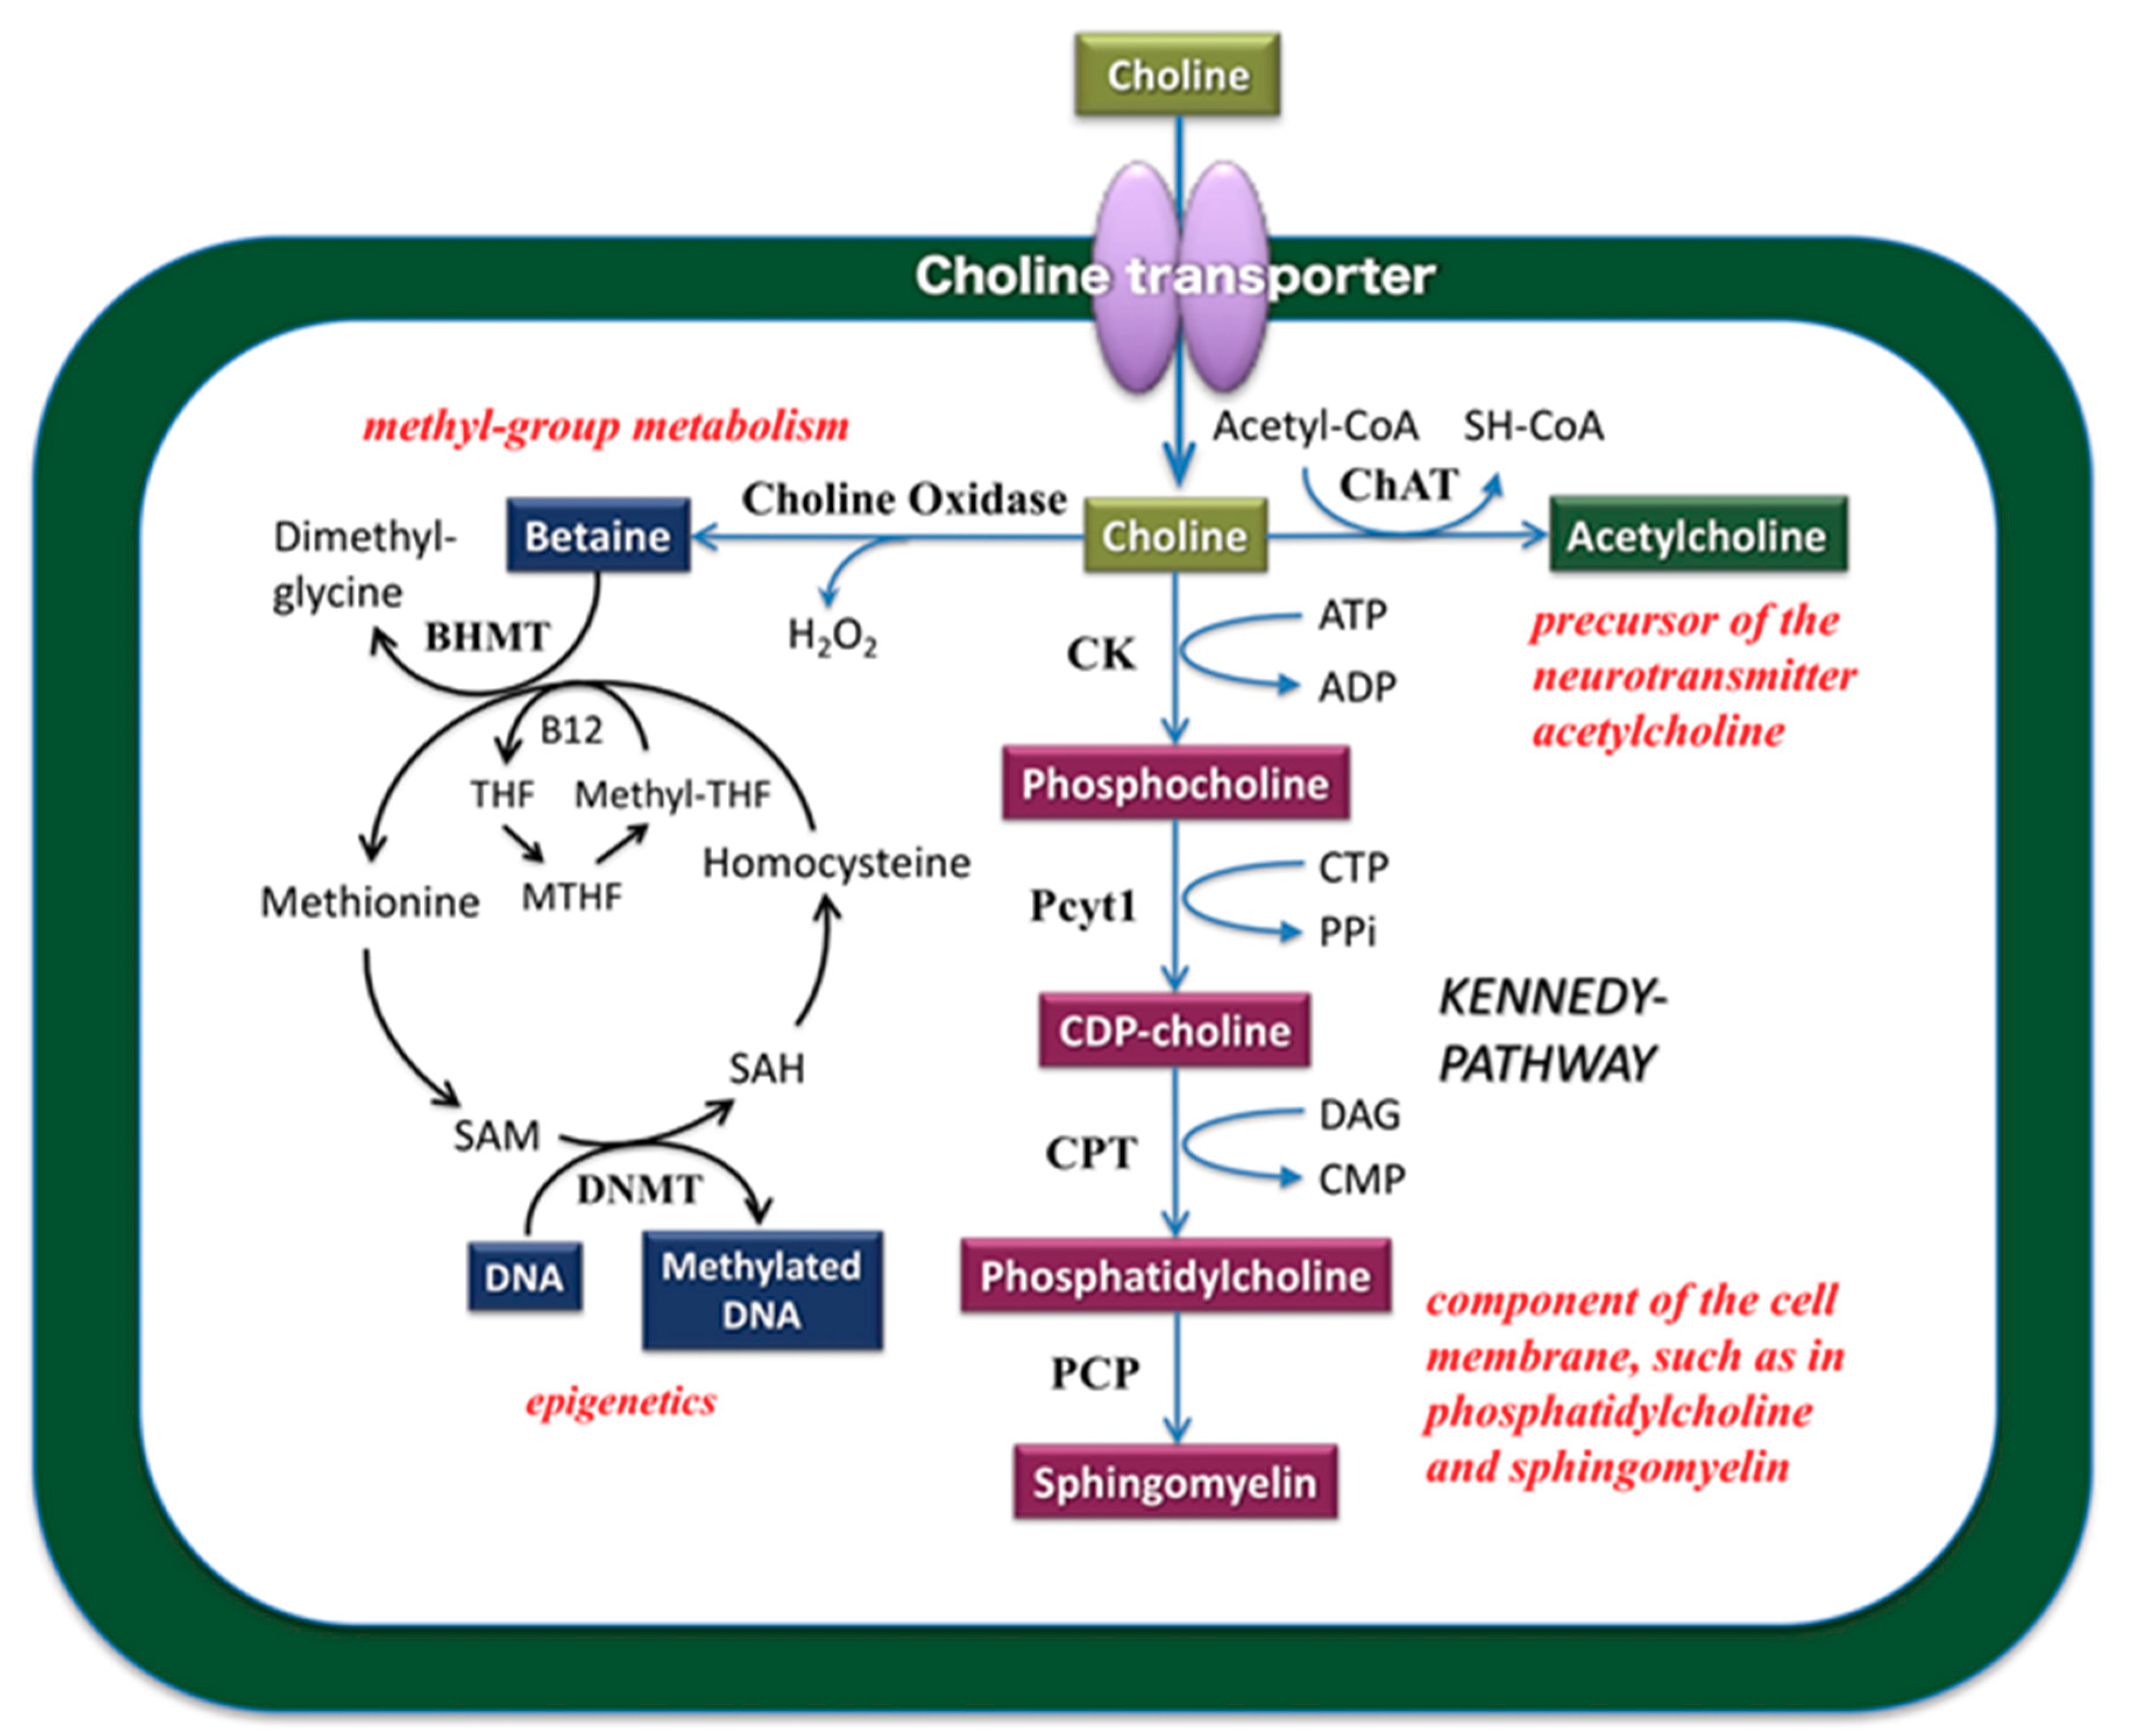 Choline
Choline transporter
methyl-group metabolism
Acetyl-CoA SH-CoA
ChAT
Choline Oxidase
Dimethyl-
glycine
Betaine
Choline
Acetylcholine
BHMT
H₂O₂
CK
ATP
ADP
precursor of the
neurotransmitter
acetylcholine
B12
THF Methyl-THF
MTHF
Homocysteine
Methionine
Phosphocholine
Pcyt1
CTP
PPi
CDP-choline
KENNEDY-
PATHWAY
SAH
SAM
DNMT
CPT
DAG
CMP
DNA
Methylated
DNA
epigenetics
Phosphatidylcholine
PCP
component of the cell
membrane, such as in
phosphatidylcholine
and sphingomyelin
Sphingomyelin